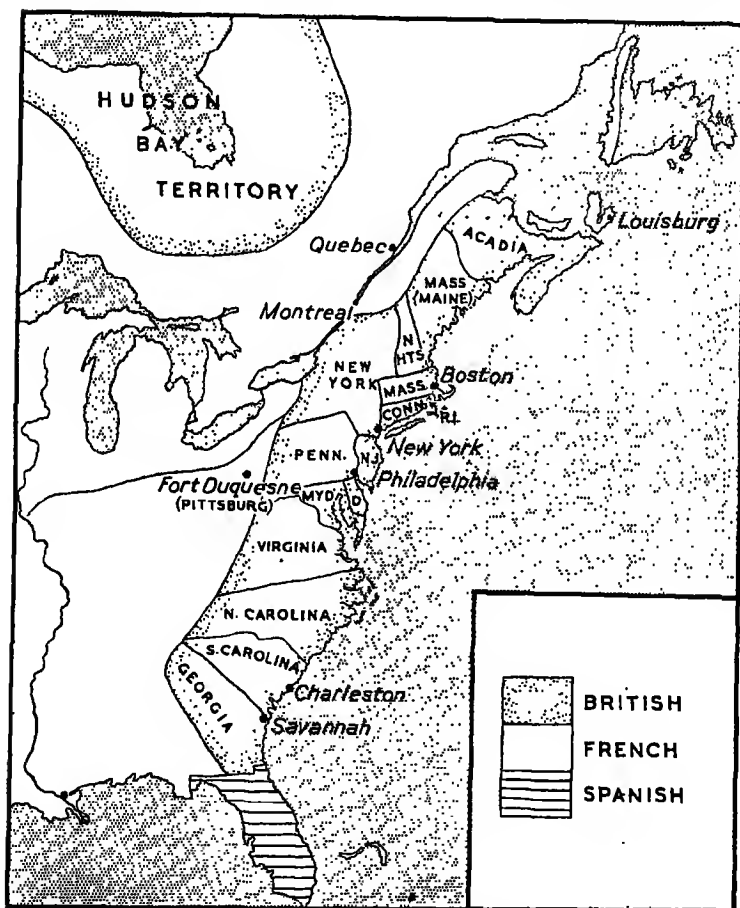 HUDSON
BAY
TERRITORY
Quebec
ACADIA
Louisburg
MASS
(MAINE)
Montreal
N
HTS.
NEW
YORK
MASS.
Boston
CONN.
R.I.
New York
PENN.
N.J.
Philadelphia
Fort Duquesne
(PITTSBURG)
MYD.
D
VIRGINIA
N. CAROLINA
S. CAROLINA
GEORGIA
Charleston
Savannah
BRITISH
FRENCH
SPANISH